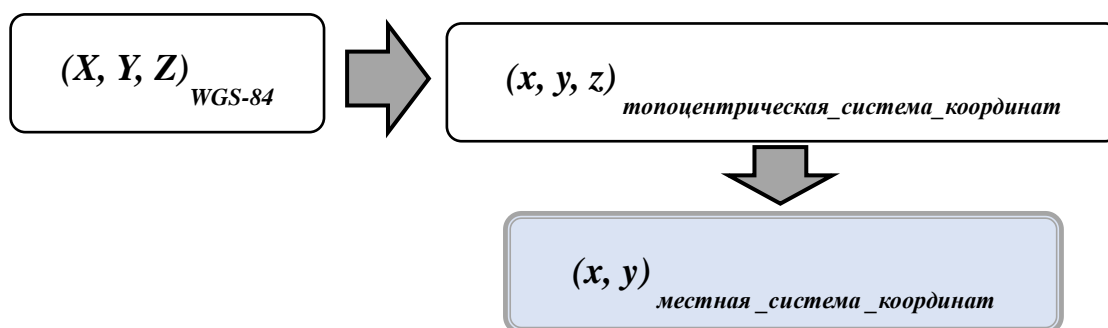 (X, Y, Z) WGS-84
(x, y, z) топоцентрическая_система_координат
(x, y) местная _система _координат